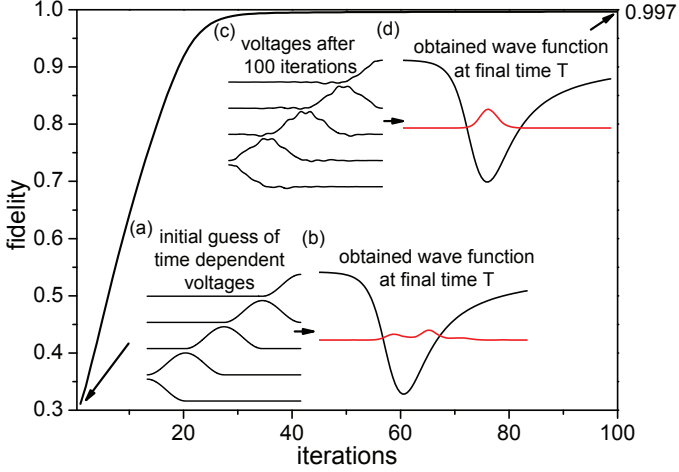 1.0
0.9
0.8
0.7
0.6
0.5
0.4
0.3
fidelity
20
40
60
80
100
iterations
0.997
(c)
voltages after
100 iterations
(d)
obtained wave function
at final time T
(a)
initial guess of
time dependent
voltages
(b)
obtained wave function
at final time T